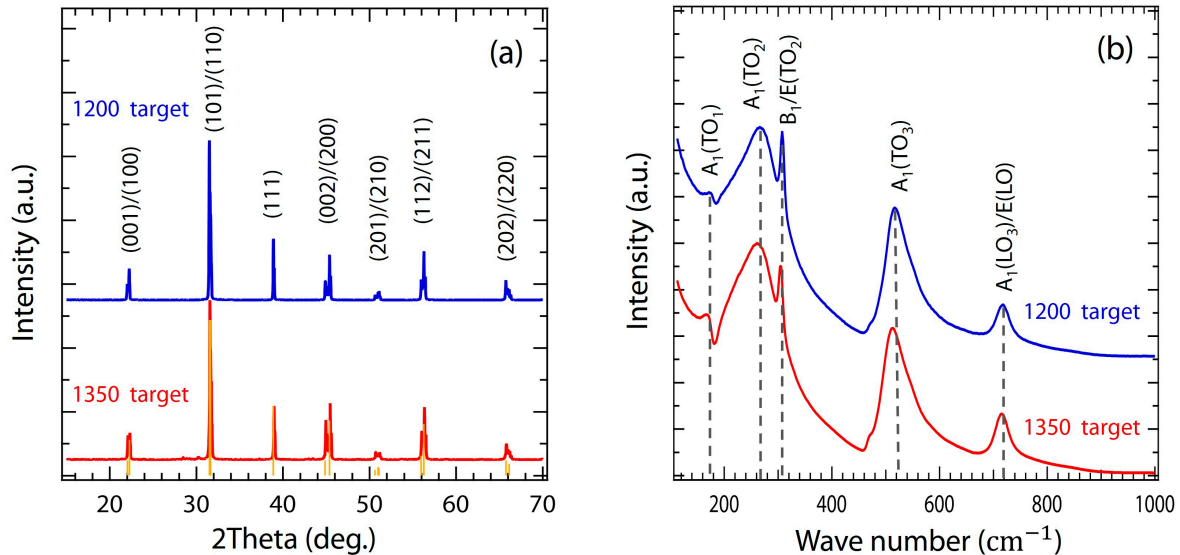 (a)
1200 target
(001)/(100)
(101)/(110)
(111)
(002)/(200)
(201)/(210)
(112)/(211)
(202)/(220)
1350 target
Intensity (a.u.)
20 30 40 50 60 70
2Theta (deg.)
(b)
A₁(TO₁)
A₁(TO₂)
B₁/E(TO₂)
A₁(TO₃)
A₁(LO₃)/E(LO)
1200 target
1350 target
Intensity (a.u.)
200 400 600 800 1000
Wave number (cm⁻¹)